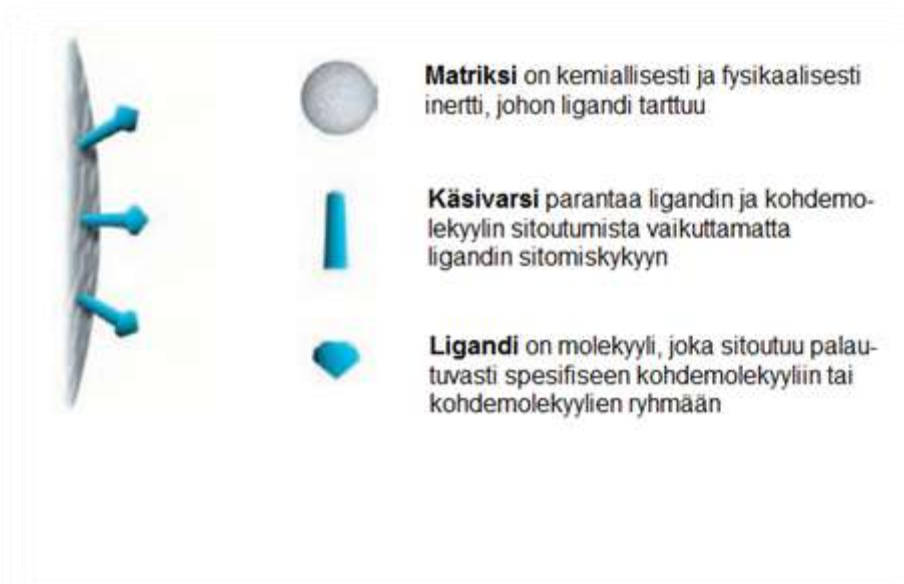 Matriksi on kemiallisesti ja fysikaalisesti
inertti, johon ligandi tarttuu
Käsivarsi parantaa ligandin ja kohdemo-
lekyylin sitoutumista vaikuttamatta
ligandin sitomiskykyyn
Ligandi on molekyyli, joka sitoutuu palau-
tuvasti spesifiseen kohdemolekyyliin tai
kohdemolekyylien ryhmään